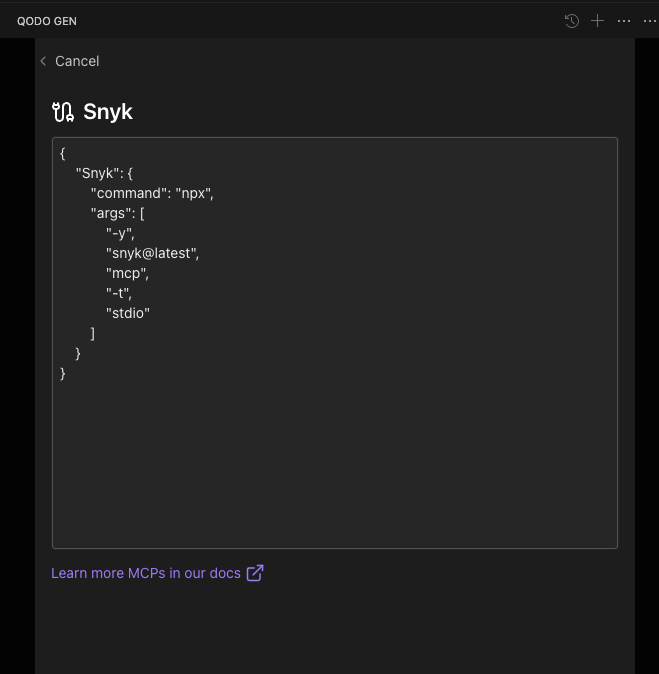 QODO GEN
Cancel
Snyk
{
"Snyk": {
"command": "npx",
"args": [
"-y",
"snyk@latest",
"mcp",
"-t",
"stdio"
]
}
}
Learn more MCPs in our docs